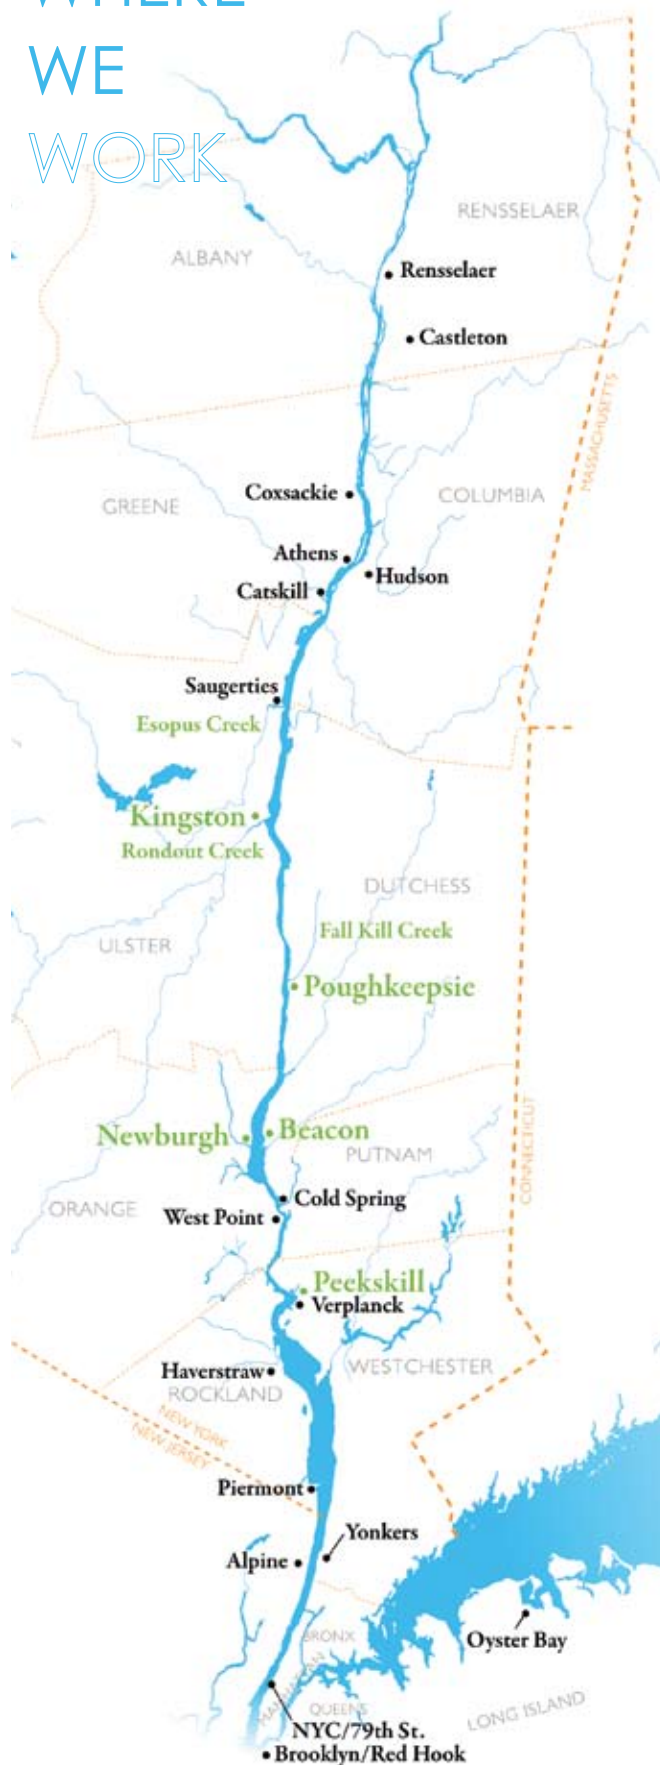 WHERE
WE
WORK
RENSSELAER
ALBANY
Rensselaer
Castleton
MASSACHUSETTS
Coxsackie
COLUMBIA
GREENE
Athens
Hudson
Catskill
Saugerties
Esopus Creek
Kingston
Rondout Creek
DUTCHESS
Fall Kill Creek
ULSTER
Poughkeepsie
CONNECTICUT
Newburgh
Beacon
PUTNAM
Cold Spring
ORANGE
West Point
Peekskill
Verplanck
WESTCHESTER
Haverstraw
ROCKLAND
NEW YORK
NEW JERSEY
Piermont
Yonkers
Alpine
BRONX
Oyster Bay
MANHATTAN
QUEENS
LONG ISLAND
NYC/79th St.
Brooklyn/Red Hook